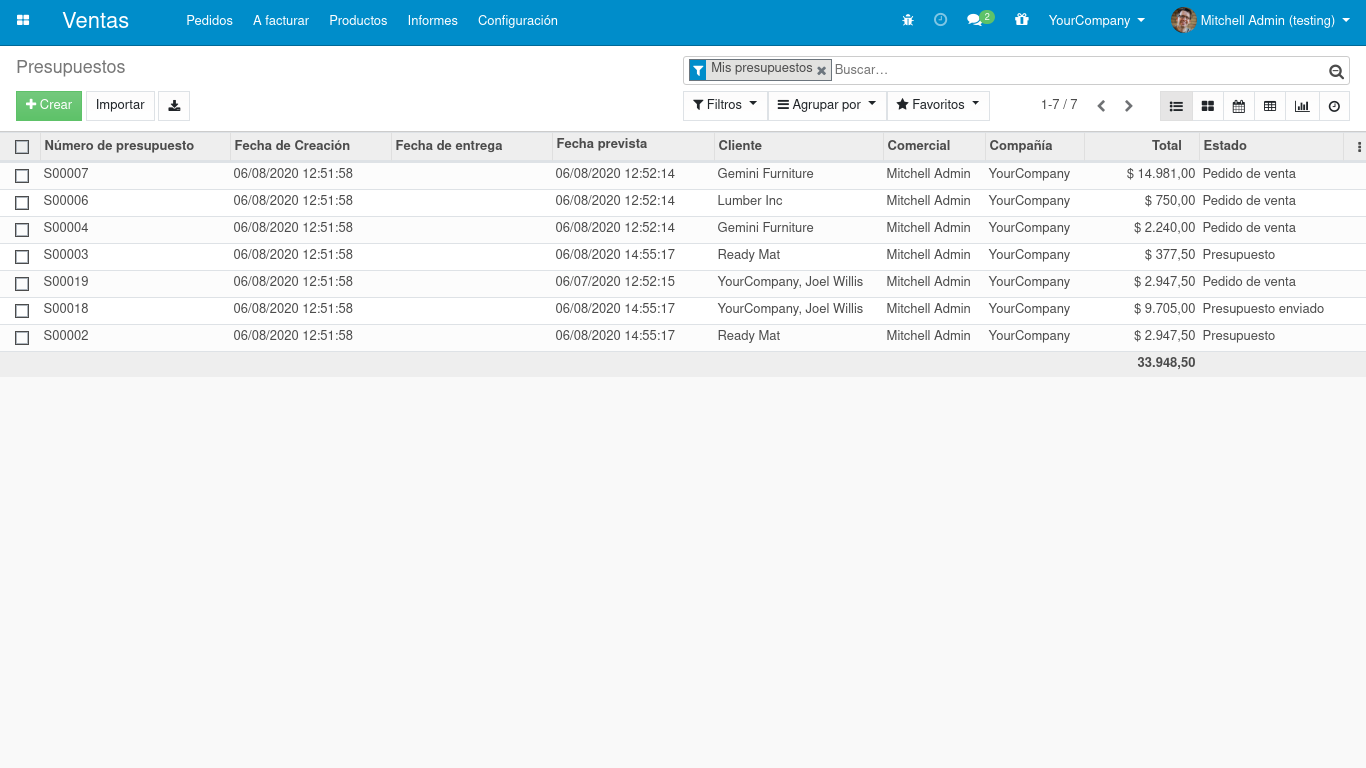 Ventas Pedidos A facturar Productos Informes Configuración 2 YourCompany Mitchell Admin (testing)
Presupuestos Mis presupuestos Buscar...
Crear Importar Filtros Agrupar por Favoritos 1-7 / 7
Número de presupuesto Fecha de Creación Fecha de entrega Fecha prevista Cliente Comercial Compañía Total Estado
S00007 06/08/2020 12:51:58 06/08/2020 12:52:14 Gemini Furniture Mitchell Admin YourCompany $ 14.981,00 Pedido de venta
S00006 06/08/2020 12:51:58 06/08/2020 12:52:14 Lumber Inc Mitchell Admin YourCompany $ 750,00 Pedido de venta
S00004 06/08/2020 12:51:58 06/08/2020 12:52:14 Gemini Furniture Mitchell Admin YourCompany $ 2.240,00 Pedido de venta
S00003 06/08/2020 12:51:58 06/08/2020 14:55:17 Ready Mat Mitchell Admin YourCompany $ 377,50 Presupuesto
S00019 06/08/2020 12:51:58 06/07/2020 12:52:15 YourCompany, Joel Willis Mitchell Admin YourCompany $ 2.947,50 Pedido de venta
S00018 06/08/2020 12:51:58 06/08/2020 14:55:17 YourCompany, Joel Willis Mitchell Admin YourCompany $ 9.705,00 Presupuesto enviado
S00002 06/08/2020 12:51:58 06/08/2020 14:55:17 Ready Mat Mitchell Admin YourCompany $ 2.947,50 Presupuesto
33.948,50